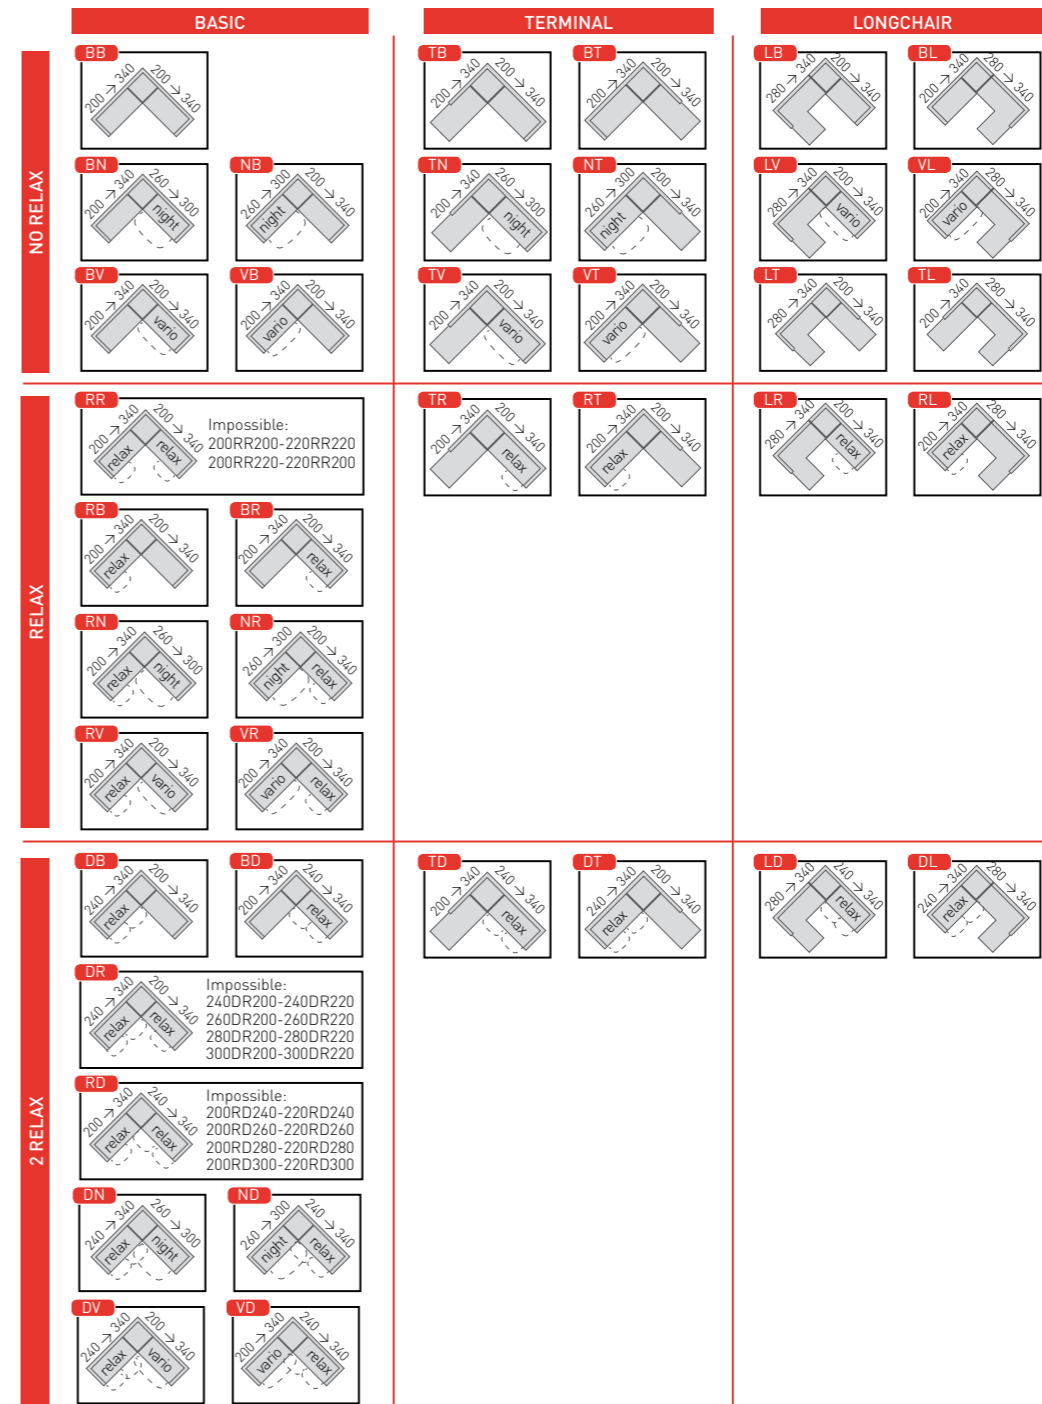 BASIC
TERMINAL
LONGCHAIR
NO RELAX
BB
200 → 340
200 → 340
TB
200 → 340
200 → 340
BT
200 → 340
200 → 340
LB
280 → 340
200 → 340
BL
200 → 340
280 → 340
BN
200 → 340
260 → 300
night
NB
260 → 300
200 → 340
night
TN
200 → 340
260 → 300
night
NT
260 → 300
200 → 340
night
LV
280 → 340
200 → 340
vario
VL
200 → 340
280 → 340
vario
BV
200 → 340
200 → 340
vario
VB
200 → 340
200 → 340
vario
TV
200 → 340
200 → 340
vario
VT
200 → 340
200 → 340
vario
LT
280 → 340
200 → 340
TL
200 → 340
280 → 340
RELAX
RR
200 → 340
200 → 340
relax
relax
Impossible:
200RR200-220RR220
200RR220-220RR200
TR
200 → 340
200 → 340
relax
RT
200 → 340
200 → 340
relax
LR
280 → 340
200 → 340
relax
RL
200 → 340
280 → 340
relax
RB
200 → 340
200 → 340
relax
BR
200 → 340
200 → 340
relax
RN
200 → 340
260 → 300
relax
night
NR
260 → 300
200 → 340
night
relax
RV
200 → 340
200 → 340
relax
vario
VR
200 → 340
200 → 340
vario
relax
2 RELAX
DB
240 → 340
200 → 340
relax
BD
200 → 340
240 → 340
relax
TD
200 → 340
240 → 340
relax
DT
240 → 340
200 → 340
relax
LD
280 → 340
240 → 340
relax
DL
240 → 340
280 → 340
relax
DR
240 → 340
200 → 340
relax
relax
Impossible:
240DR200-240DR220
260DR200-260DR220
280DR200-280DR220
300DR200-300DR220
RD
200 → 340
240 → 340
relax
relax
Impossible:
200RD240-220RD240
200RD260-220RD260
200RD280-220RD280
200RD300-220RD300
DN
240 → 340
260 → 300
relax
night
ND
260 → 300
240 → 340
night
relax
DV
240 → 340
200 → 340
relax
vario
VD
200 → 340
240 → 340
vario
relax